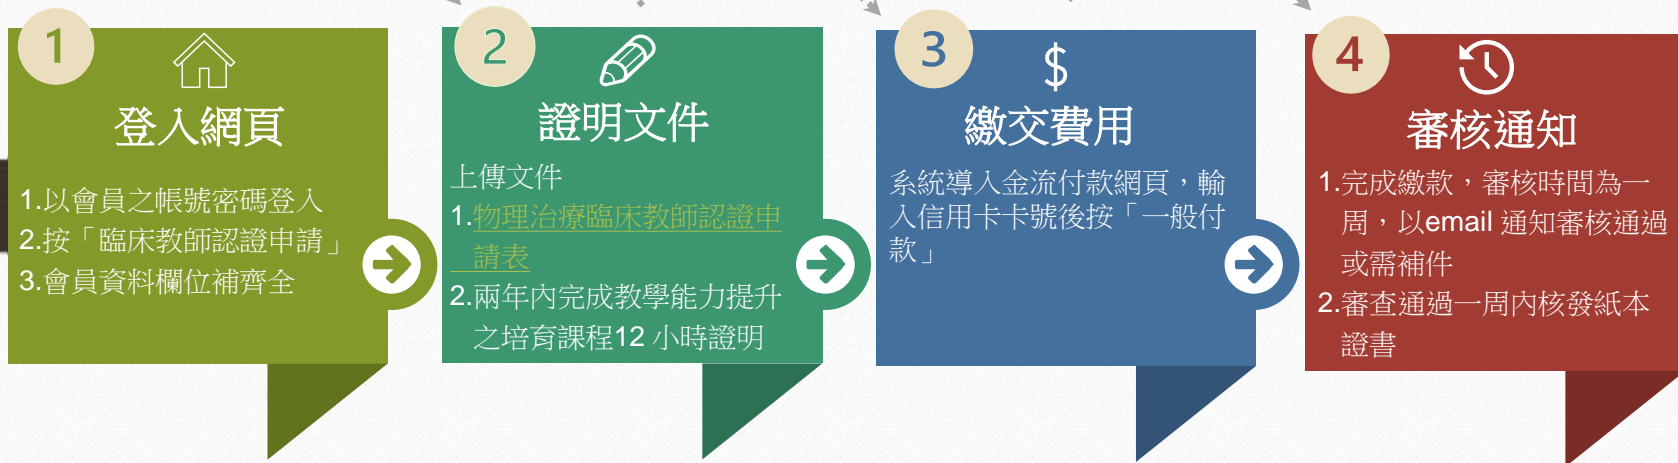 1
登入網頁
1.以會員之帳號密碼登入
2.按「臨床教師認證申請」
3.會員資料欄位補齊全
2
證明文件
上傳文件
1.物理治療臨床教師認證申
請表
2.兩年內完成教學能力提升
之培育課程12 小時證明
3
$
繳交費用
系統導入金流付款網頁，輸
入信用卡卡號後按「一般付
款」
4
審核通知
1.完成繳款，審核時間為一
周，以email 通知審核通過
或需補件
2.審查通過一周內核發紙本
證書